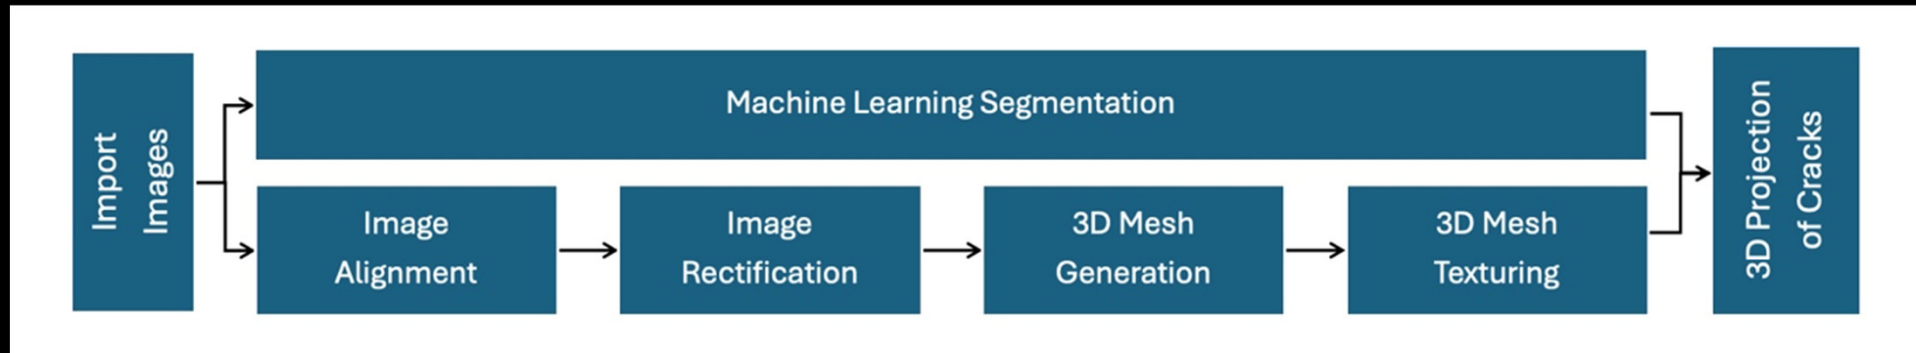 Import
Images
Machine Learning Segmentation
Image
Alignment
Image
Rectification
3D Mesh
Generation
3D Mesh
Texturing
3D Projection
of Cracks